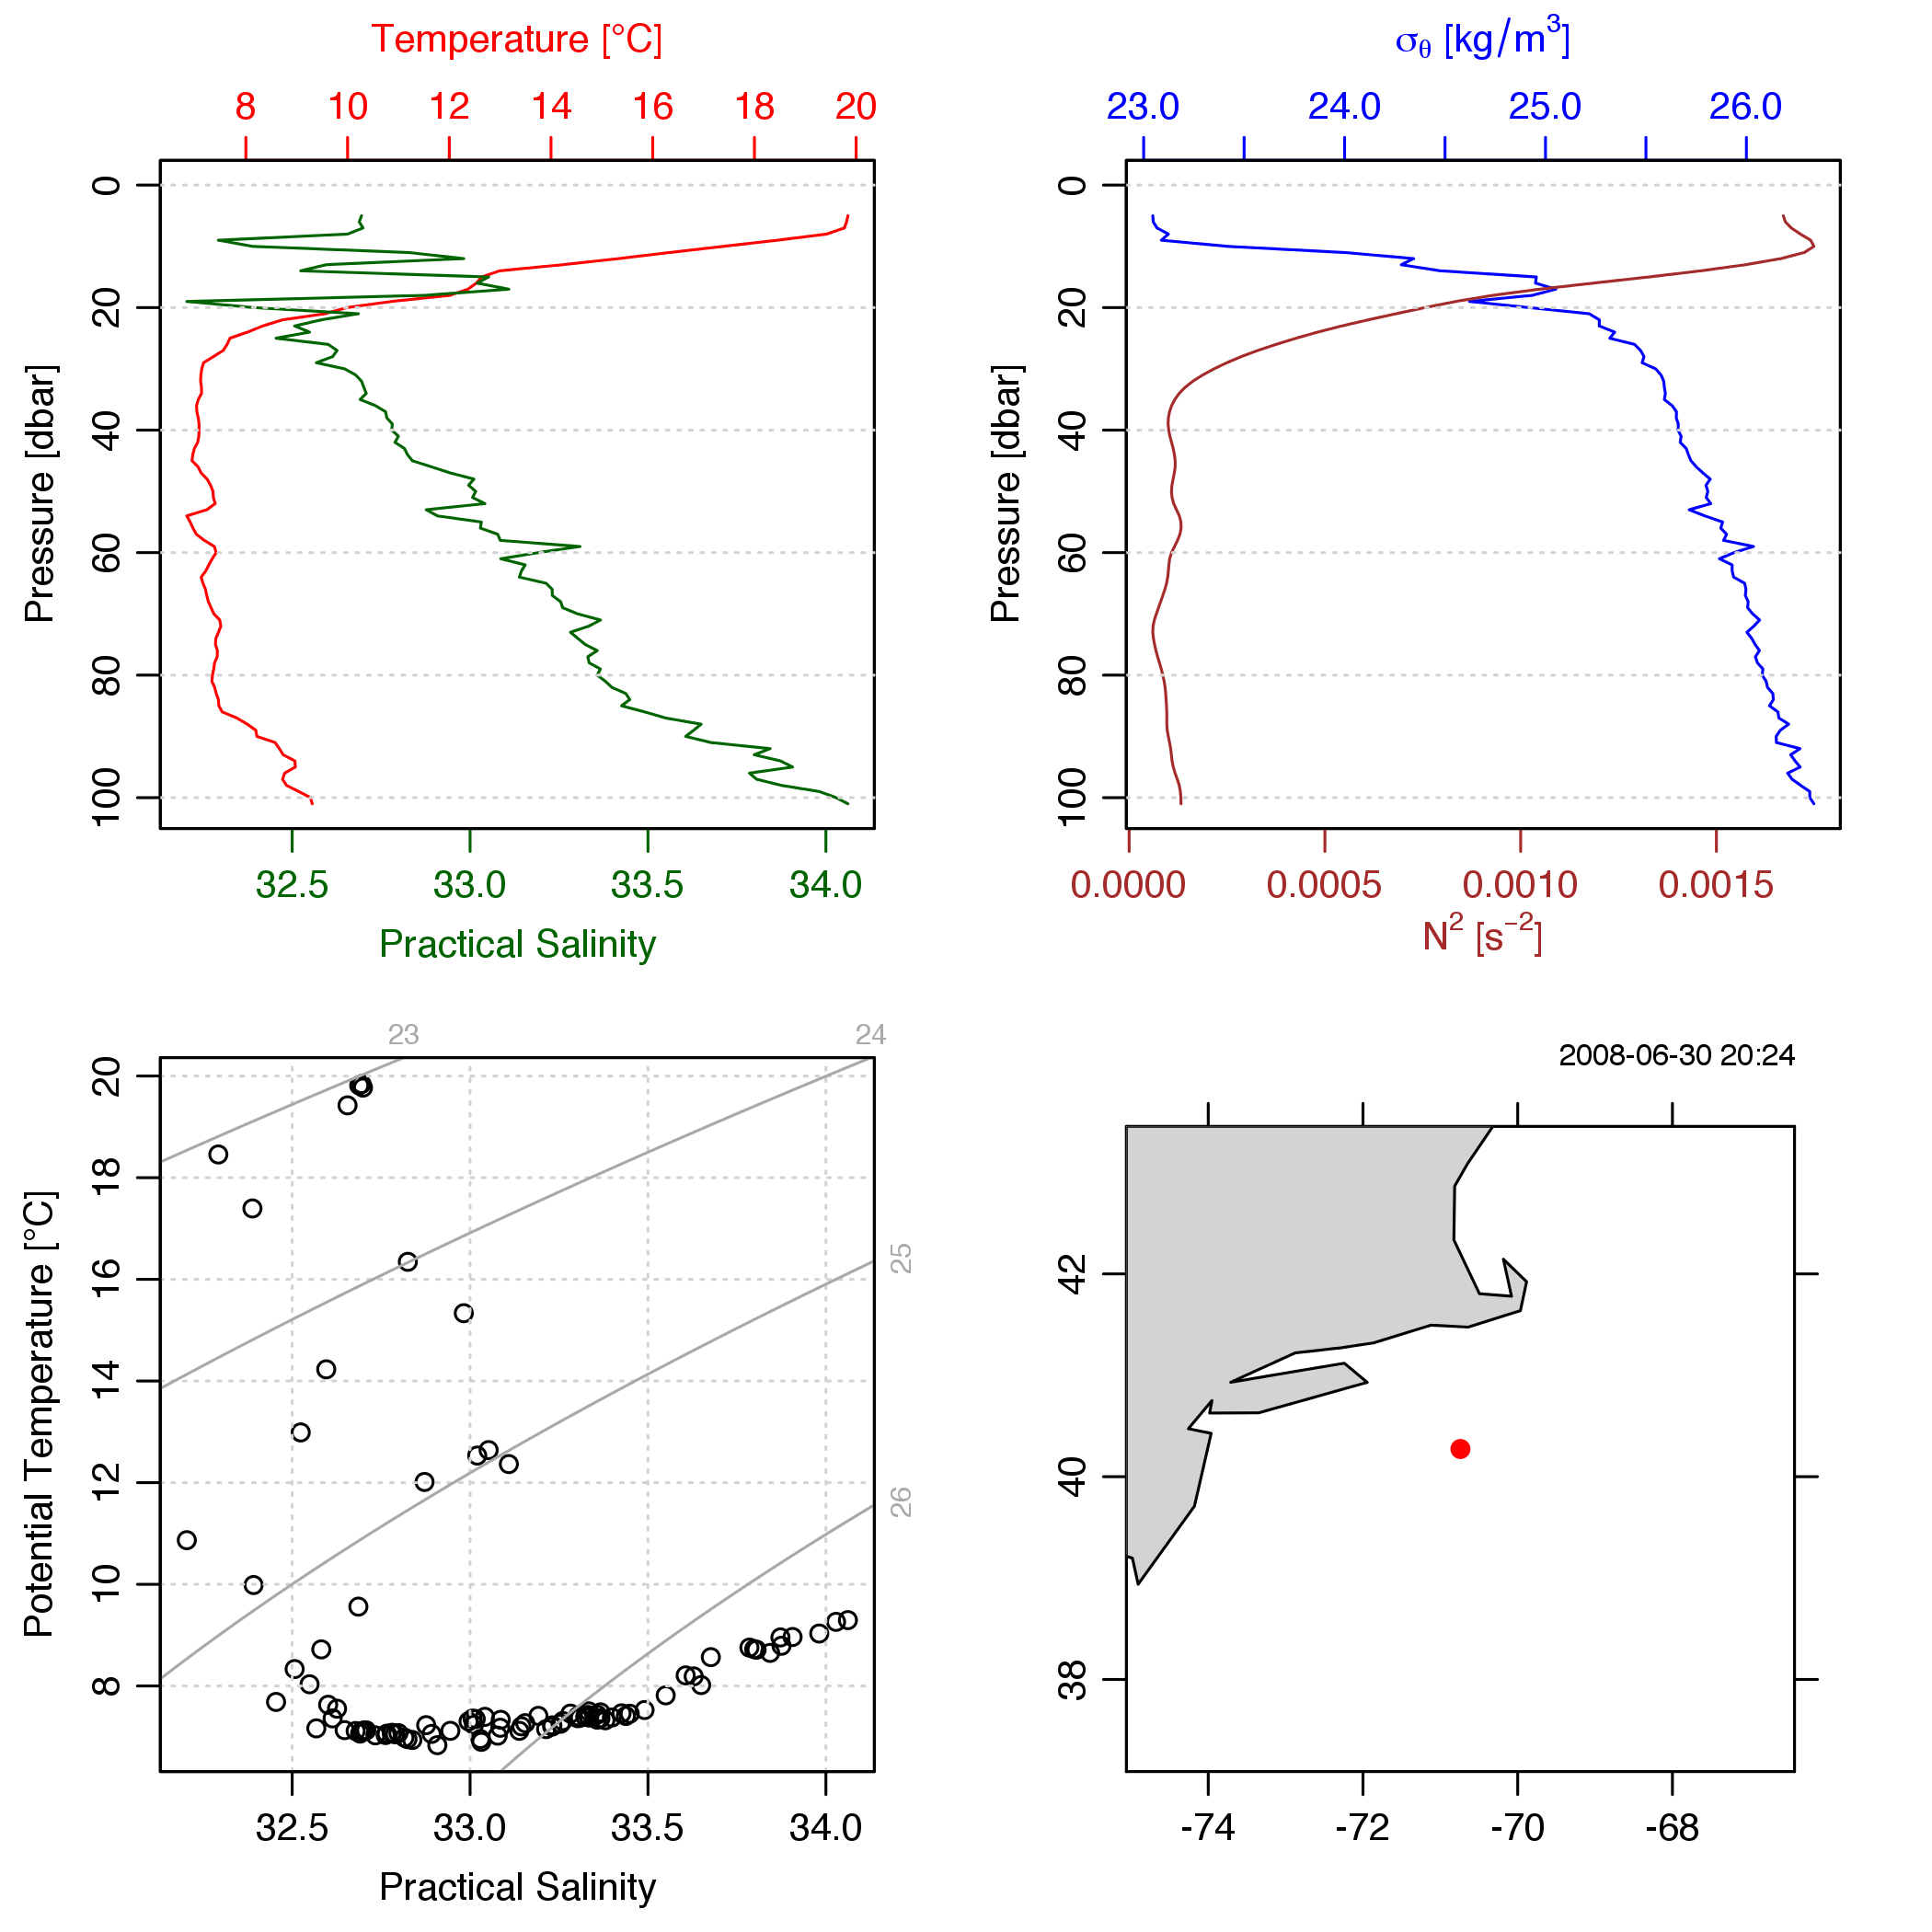 Temperature [°C]
8 10 12 14 16 18 20
0 20 40 60 80 100
Pressure [dbar]
32.5 33.0 33.5 34.0
Practical Salinity
σθ [kg/m³]
23.0 24.0 25.0 26.0
0 20 40 60 80 100
Pressure [dbar]
0.0000 0.0005 0.0010 0.0015
N² [s⁻²]
23 24
25
26
8 10 12 14 16 18 20
Potential Temperature [°C]
32.5 33.0 33.5 34.0
Practical Salinity
2008-06-30 20:24
38 40 42
-74 -72 -70 -68